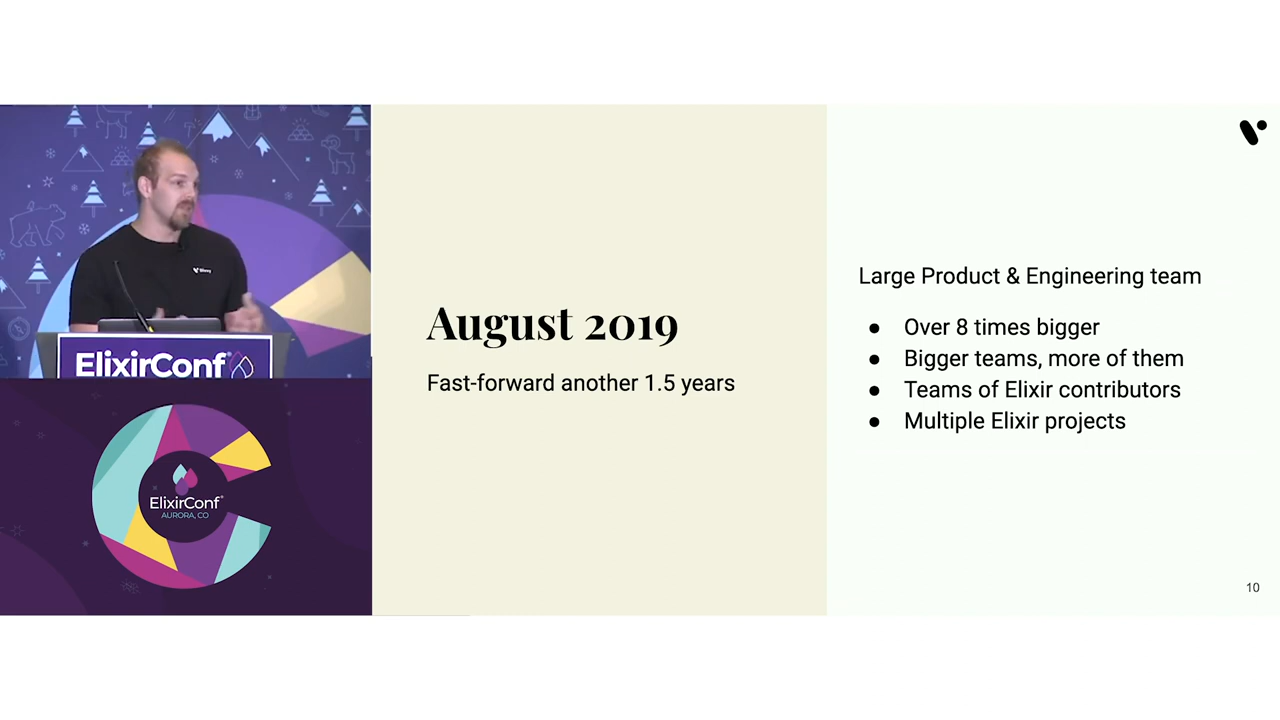 ElixirConf
ElixirConf
AURORA, CO
August 2019
Fast-forward another 1.5 years
Large Product & Engineering team
● Over 8 times bigger
● Bigger teams, more of them
● Teams of Elixir contributors
● Multiple Elixir projects
10